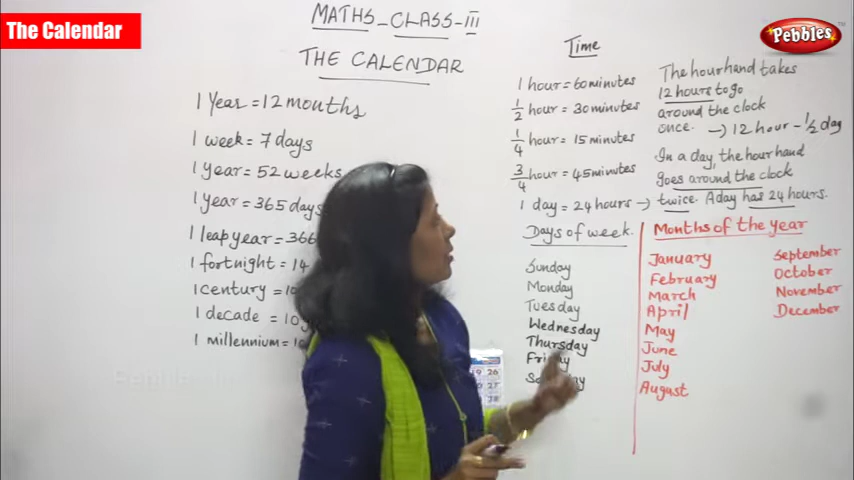 The Calendar
MATHS-CLASS-III
THE CALENDAR
1 Year = 12 months
1 week = 7 days
1 year = 52 weeks
1 year = 365 days
1 leap year = 366
1 fortnight = 14
1 century = 10
1 decade = 10
1 millennium = 10
Time
1 hour = 60 minutes
1/2 hour = 30 minutes
1/4 hour = 15 minutes
3/4 hour = 45 minutes
1 day = 24 hours →
The hour hand takes
12 hours to go
around the clock
once. → 12 hour - 1/2 day
In a day, the hour hand
goes around the clock
twice. A day has 24 hours.
Days of week.
Sunday
Monday
Tuesday
Wednesday
Thursday
Months of the year
January
February
March
April
May
June
July
August
September
October
November
December
Pebbles
19 26
27
28